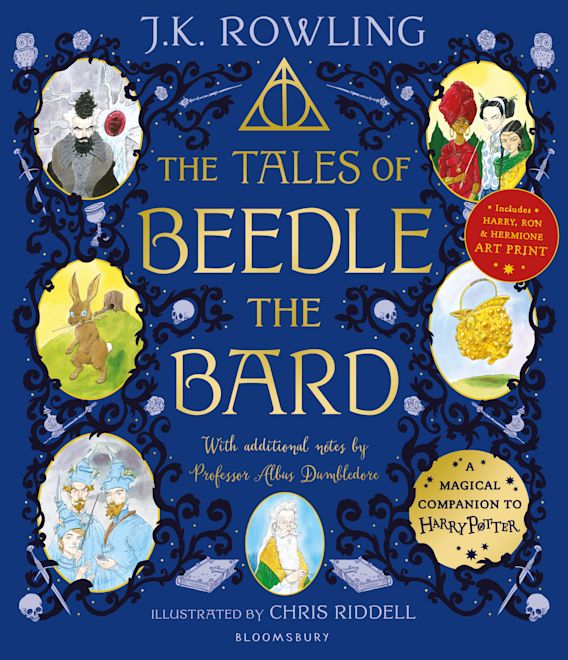 J.K. ROWLING
THE TALES OF
BEEDLE
THE
BARD
Includes
HARRY, RON
& HERMIONE
ART PRINT
With additional notes by
Professor Albus Dumbledore
A
MAGICAL
COMPANION TO
HARRY POTTER
ILLUSTRATED BY CHRIS RIDDELL
BLOOMSBURY